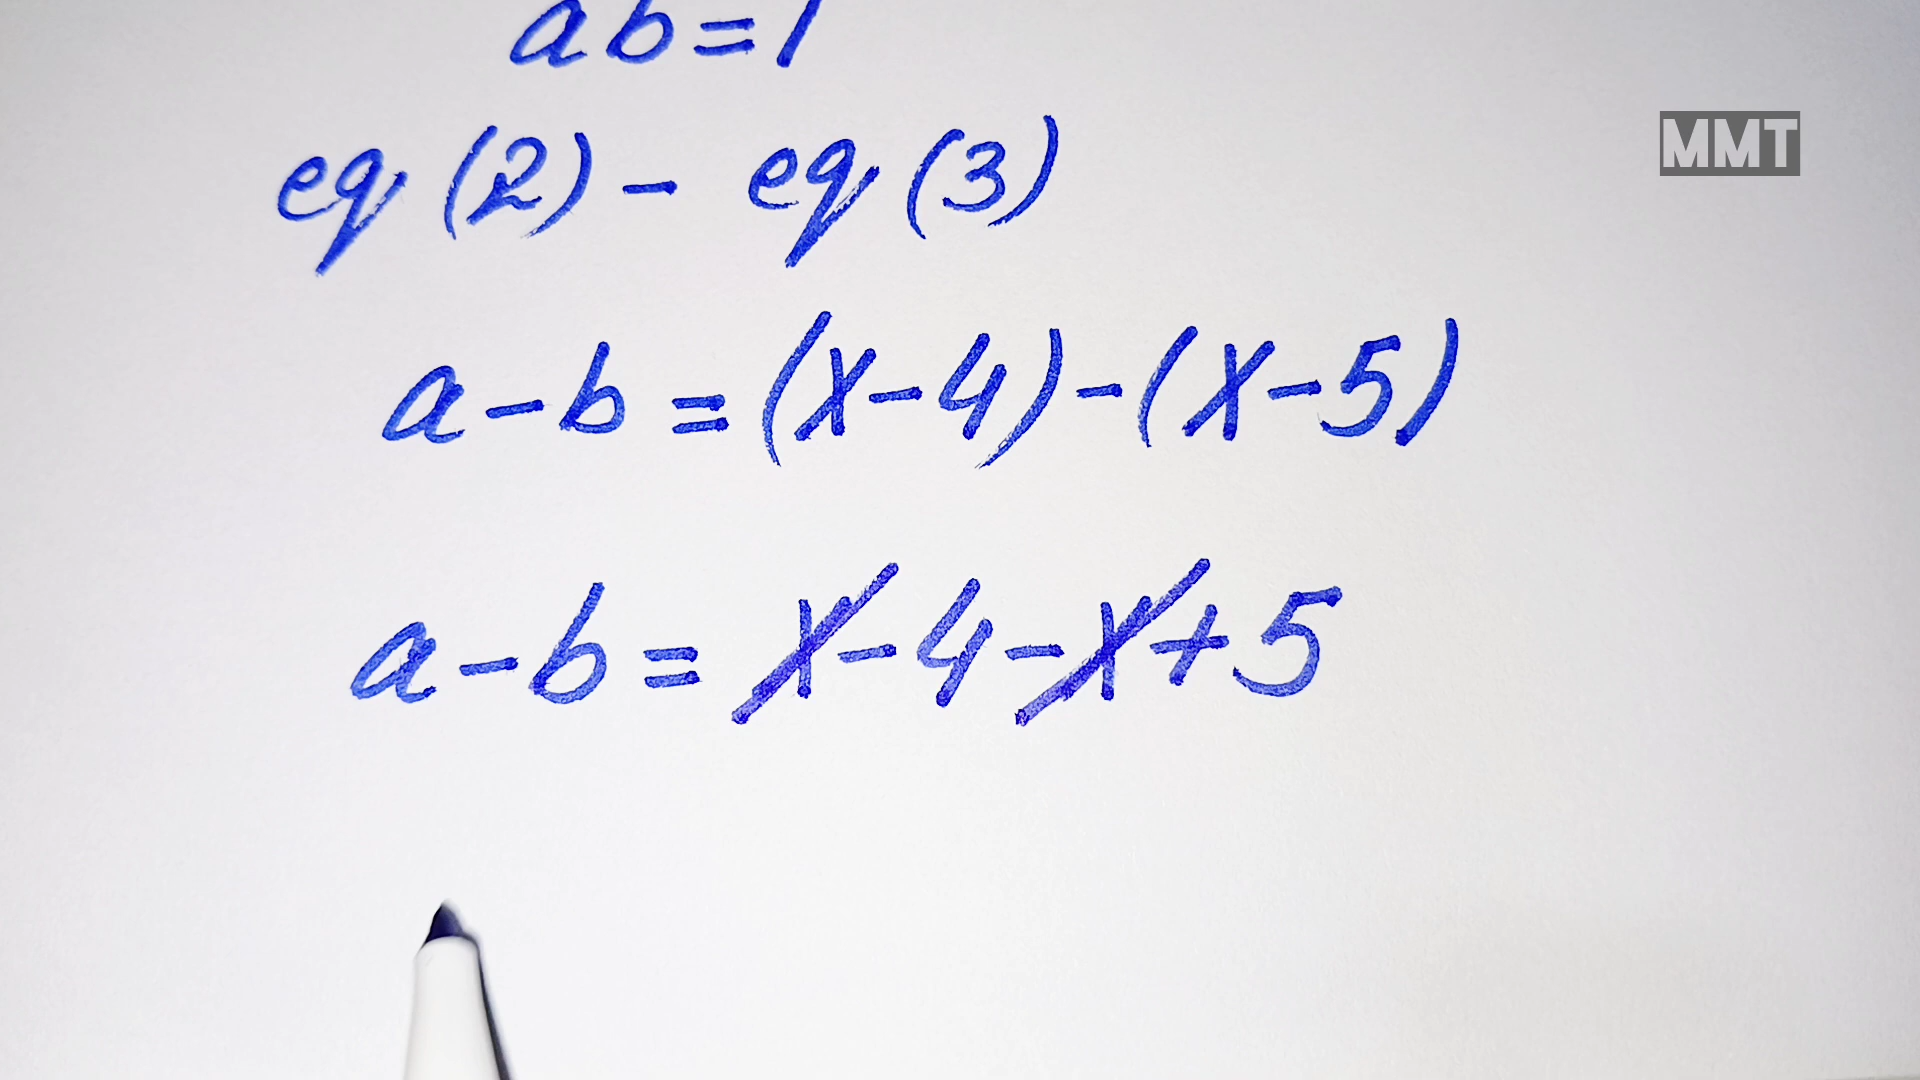 ab=1
MMT
eq (2) - eq (3)
a-b = (x-4)-(x-5)
a-b = x-4-x+5